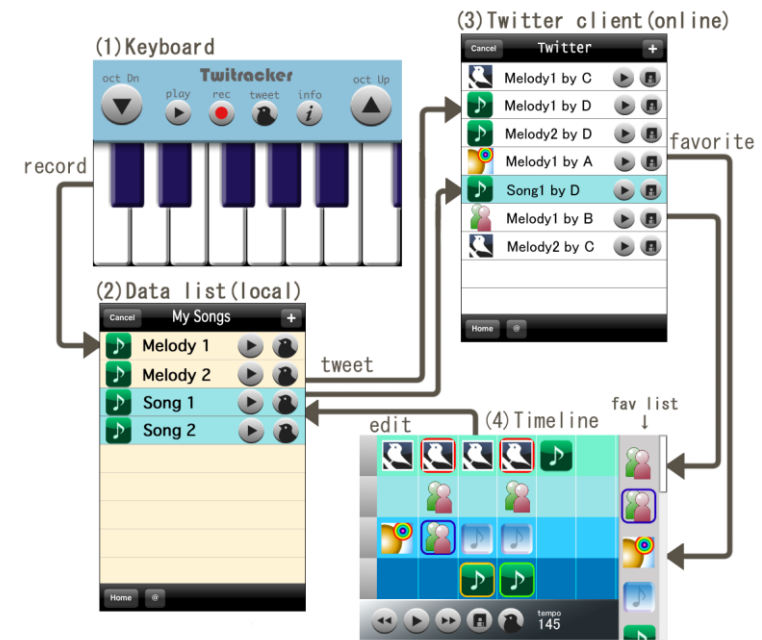 (3)Twitter client(online)
(1)Keyboard
Cancel Twitter +
oct Dn Twitracker oct Up
play rec tweet info
i
Melody1 by C
Melody1 by D
Melody2 by D
favorite
Melody1 by A
record
Song1 by D
Melody1 by B
Melody2 by C
(2)Data list(local)
Cancel My Songs +
Home @
Melody 1
tweet
Melody 2
Song 1
fav list
edit (4)Timeline
Song 2
Home @
tempo
145